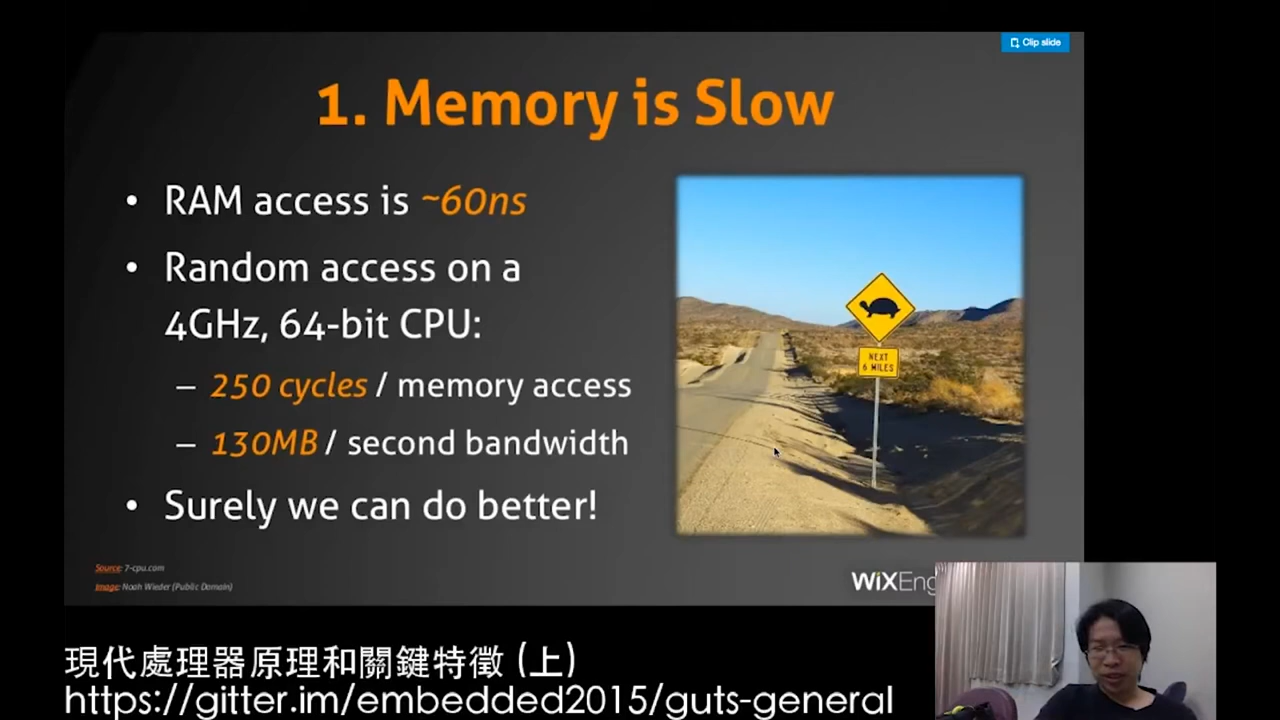 Clip slide
1. Memory is Slow
• RAM access is ~60ns
• Random access on a
4GHz, 64-bit CPU:
– 250 cycles / memory access
– 130MB / second bandwidth
• Surely we can do better!
NEXT
6 MILES
Source: 7-cpu.com
Image: Noah Wieder (Public Domain)
WiXEng
現代處理器原理和關鍵特徵 (上)
https://gitter.im/embedded2015/guts-general